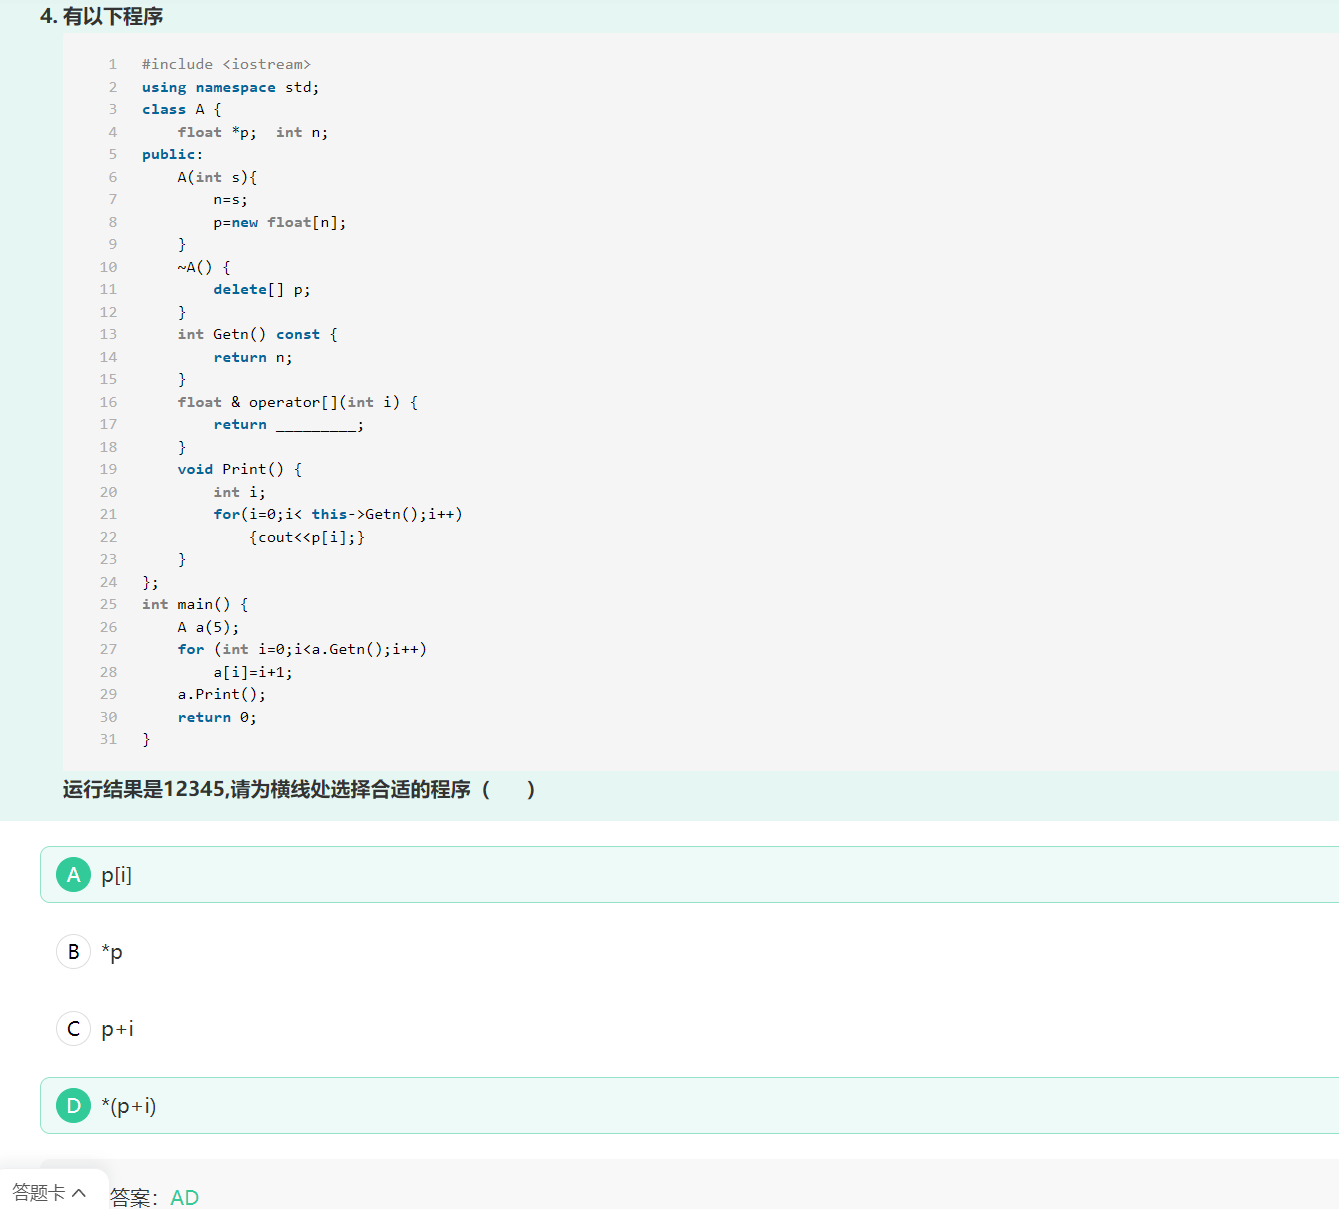 4. 有以下程序
1 #include <iostream>
2 using namespace std;
3 class A {
4     float *p;  int n;
5 public:
6     A(int s){
7         n=s;
8         p=new float[n];
9     }
10     ~A() {
11         delete[] p;
12     }
13     int Getn() const {
14         return n;
15     }
16     float & operator[](int i) {
17         return _________;
18     }
19     void Print() {
20         int i;
21         for(i=0;i< this->Getn();i++)
22             {cout<<p[i];}
23     }
24 };
25 int main() {
26     A a(5);
27     for (int i=0;i<a.Getn();i++)
28         a[i]=i+1;
29     a.Print();
30     return 0;
31 }
运行结果是12345,请为横线处选择合适的程序（　　）
A p[i]
B *p
C p+i
D *(p+i)
答题卡
答案：AD